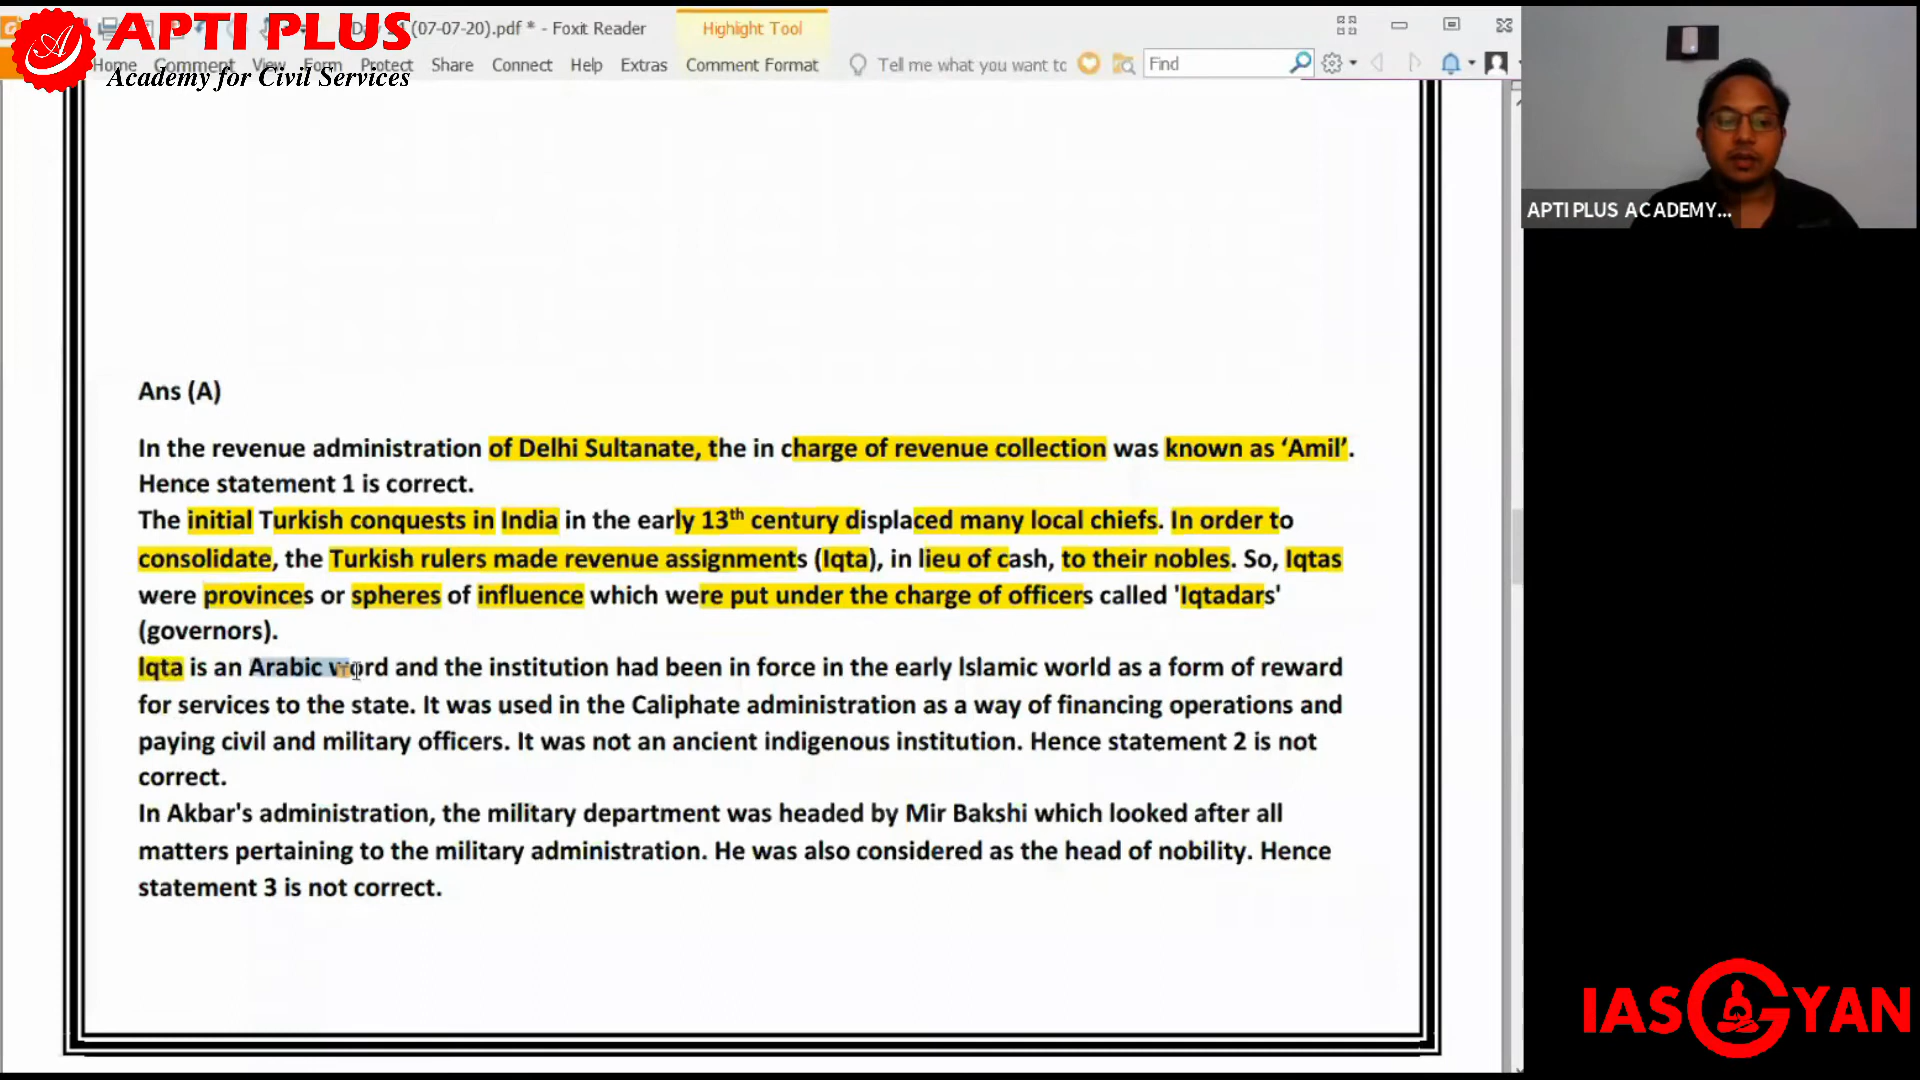 APTI PLUS
Academy for Civil Services
(07-07-20).pdf * - Foxit Reader
Highlight Tool
Home Comment View Form Protect Share Connect Help Extras Comment Format Tell me what you want to Find
APTI PLUS ACADEMY...
Ans (A)
In the revenue administration of Delhi Sultanate, the in charge of revenue collection was known as ‘Amil’.
Hence statement 1 is correct.
The initial Turkish conquests in India in the early 13th century displaced many local chiefs. In order to
consolidate, the Turkish rulers made revenue assignments (Iqta), in lieu of cash, to their nobles. So, Iqtas
were provinces or spheres of influence which were put under the charge of officers called 'Iqtadars'
(governors).
Iqta is an Arabic word and the institution had been in force in the early Islamic world as a form of reward
for services to the state. It was used in the Caliphate administration as a way of financing operations and
paying civil and military officers. It was not an ancient indigenous institution. Hence statement 2 is not
correct.
In Akbar's administration, the military department was headed by Mir Bakshi which looked after all
matters pertaining to the military administration. He was also considered as the head of nobility. Hence
statement 3 is not correct.
IAS GYAN